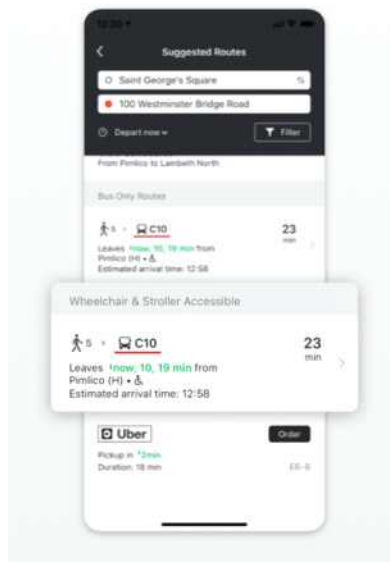 Suggested Routes
Saint George's Square
100 Westminster Bridge Road
Depart now
Filter
From Pimlico to Lambeth North
Bus Only Routes
5 C10 23
min
Leaves now, 10, 19 min from
Pimlico (H) •
Estimated arrival time: 12:58
Wheelchair & Stroller Accessible
5 C10 23
min
Leaves now, 10, 19 min from
Pimlico (H) •
Estimated arrival time: 12:58
Uber Order
Pickup in 2min
Duration: 18 min